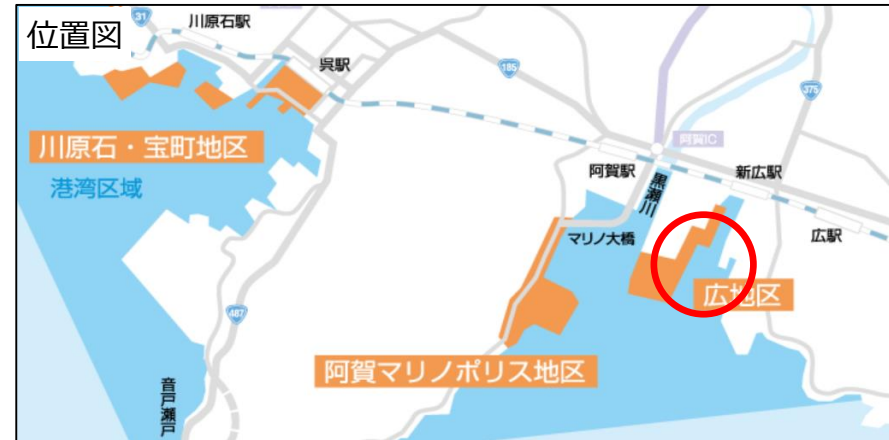 位置図
31
川原石駅
呉駅
185
375
川原石・宝町地区
阿賀IC
港湾区域
阿賀駅
新広駅
黒瀬川
マリノ大橋
広駅
広地区
487
阿賀マリノポリス地区
音戸瀬戸